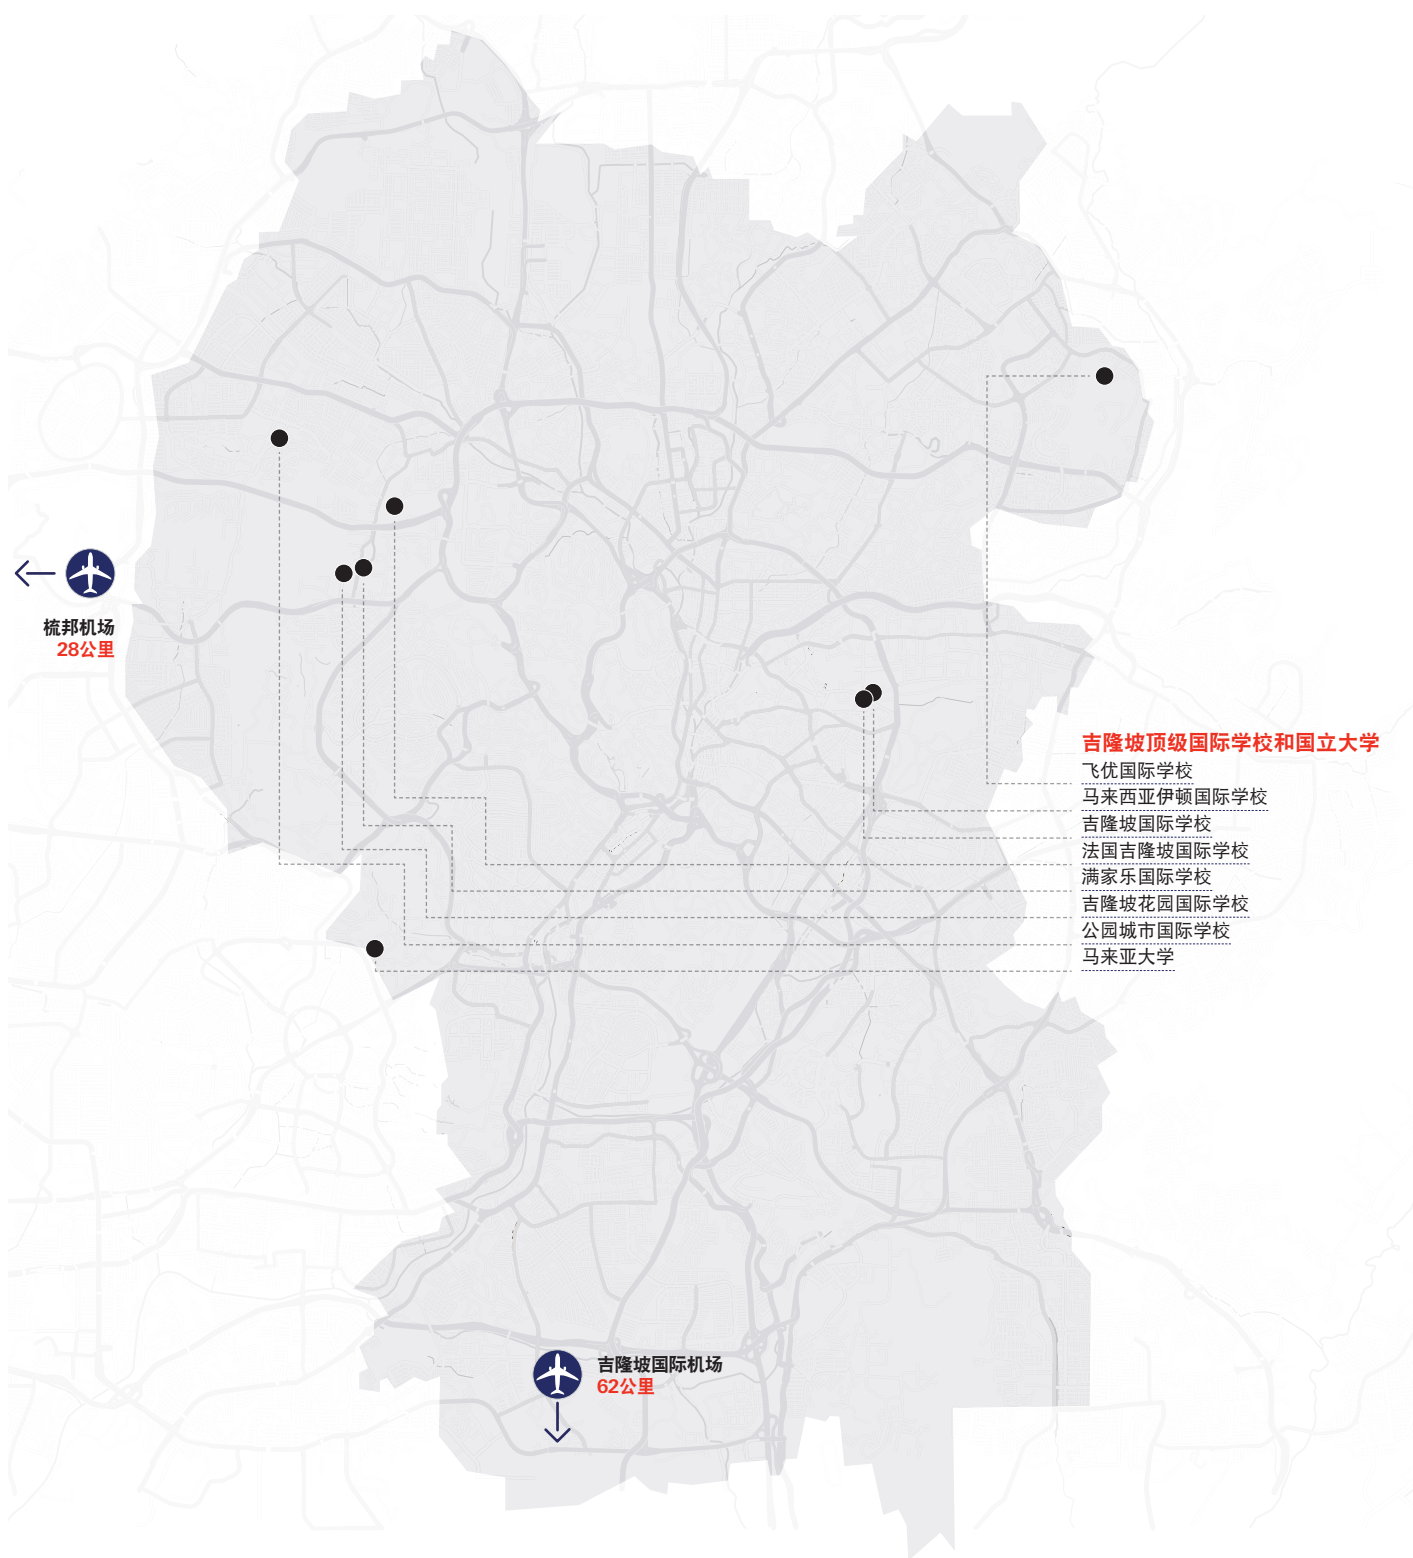 梳邦机场
28公里
吉隆坡顶级国际学校和国立大学
飞优国际学校
马来西亚伊顿国际学校
吉隆坡国际学校
法国吉隆坡国际学校
满家乐国际学校
吉隆坡花园国际学校
公园城市国际学校
马来亚大学
吉隆坡国际机场
62公里